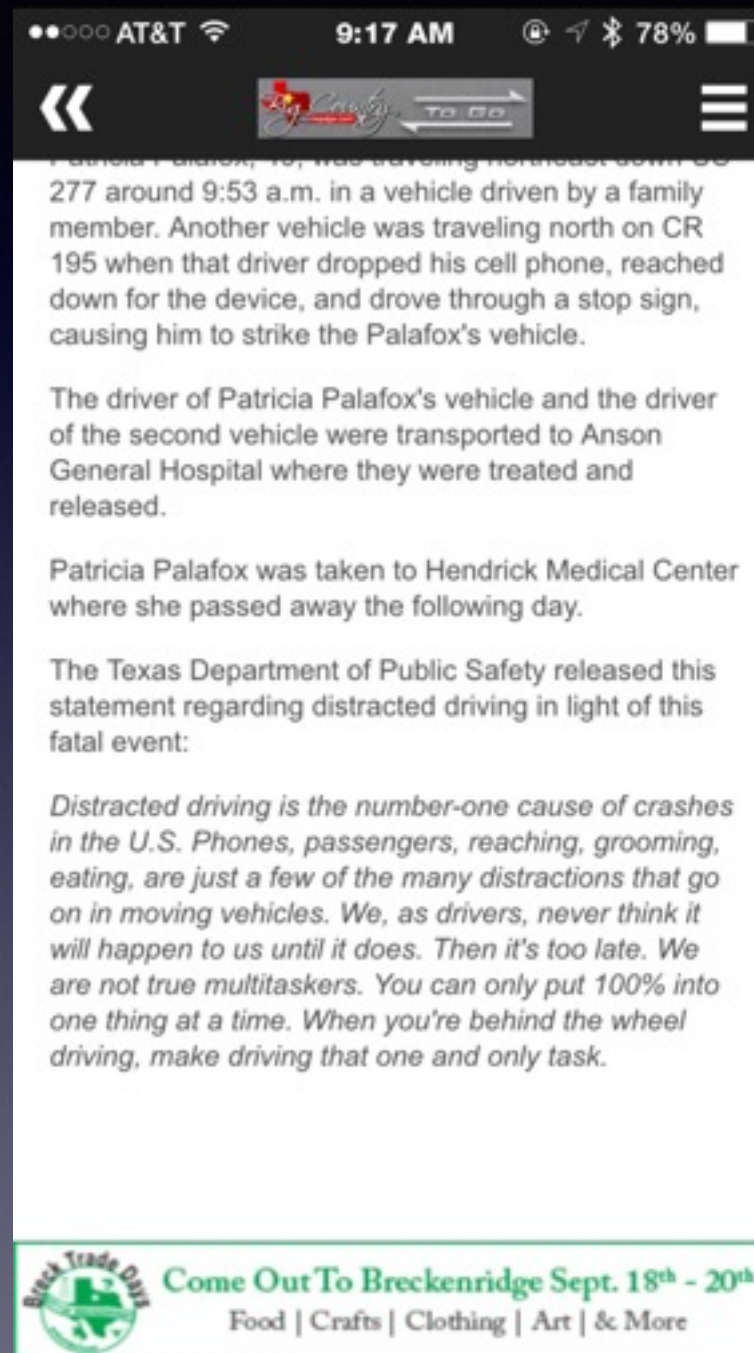 AT&T 9:17 AM 78%
Big Country TO GO
Patricia Palafox, was traveling northeast down
277 around 9:53 a.m. in a vehicle driven by a family
member. Another vehicle was traveling north on CR
195 when that driver dropped his cell phone, reached
down for the device, and drove through a stop sign,
causing him to strike the Palafox's vehicle.
The driver of Patricia Palafox's vehicle and the driver
of the second vehicle were transported to Anson
General Hospital where they were treated and
released.
Patricia Palafox was taken to Hendrick Medical Center
where she passed away the following day.
The Texas Department of Public Safety released this
statement regarding distracted driving in light of this
fatal event:
Distracted driving is the number-one cause of crashes
in the U.S. Phones, passengers, reaching, grooming,
eating, are just a few of the many distractions that go
on in moving vehicles. We, as drivers, never think it
will happen to us until it does. Then it's too late. We
are not true multitaskers. You can only put 100% into
one thing at a time. When you're behind the wheel
driving, make driving that one and only task.
Breck Trade Days
Come Out To Breckenridge Sept. 18th - 20th
Food | Crafts | Clothing | Art | & More